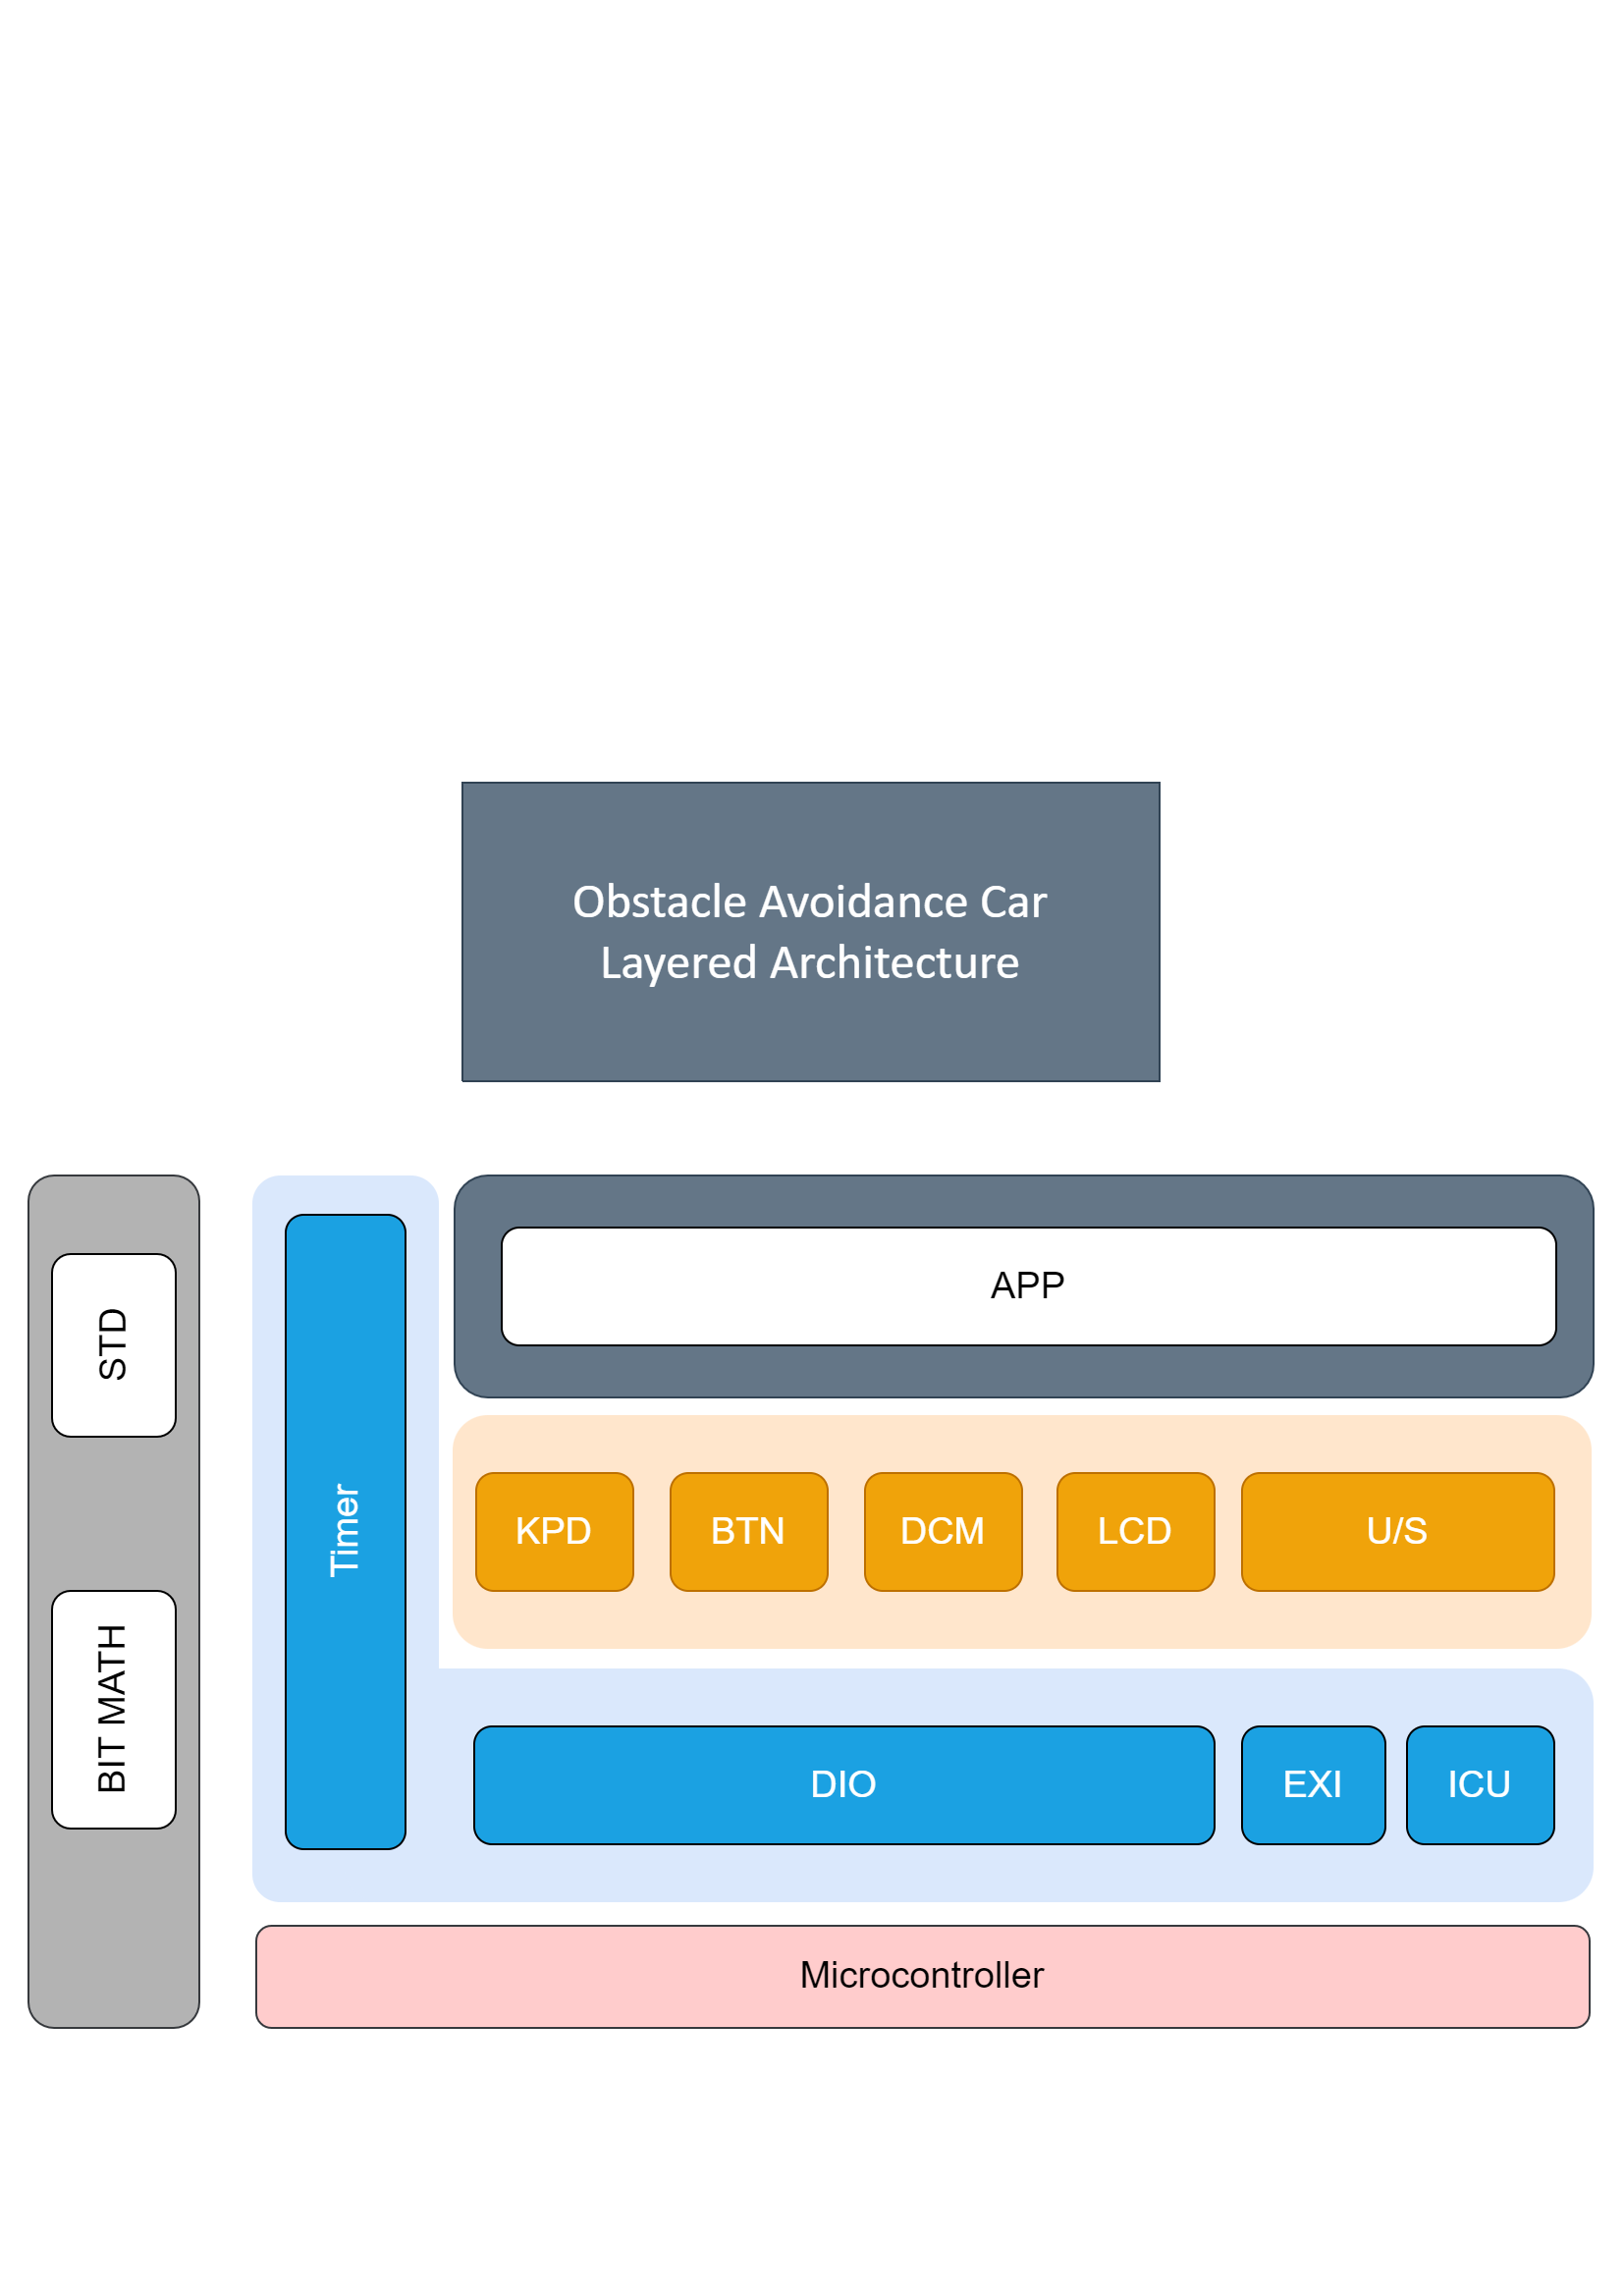 Obstacle Avoidance Car
Layered Architecture
STD
BIT MATH
Timer
APP
KPD
BTN
DCM
LCD
U/S
DIO
EXI
ICU
Microcontroller